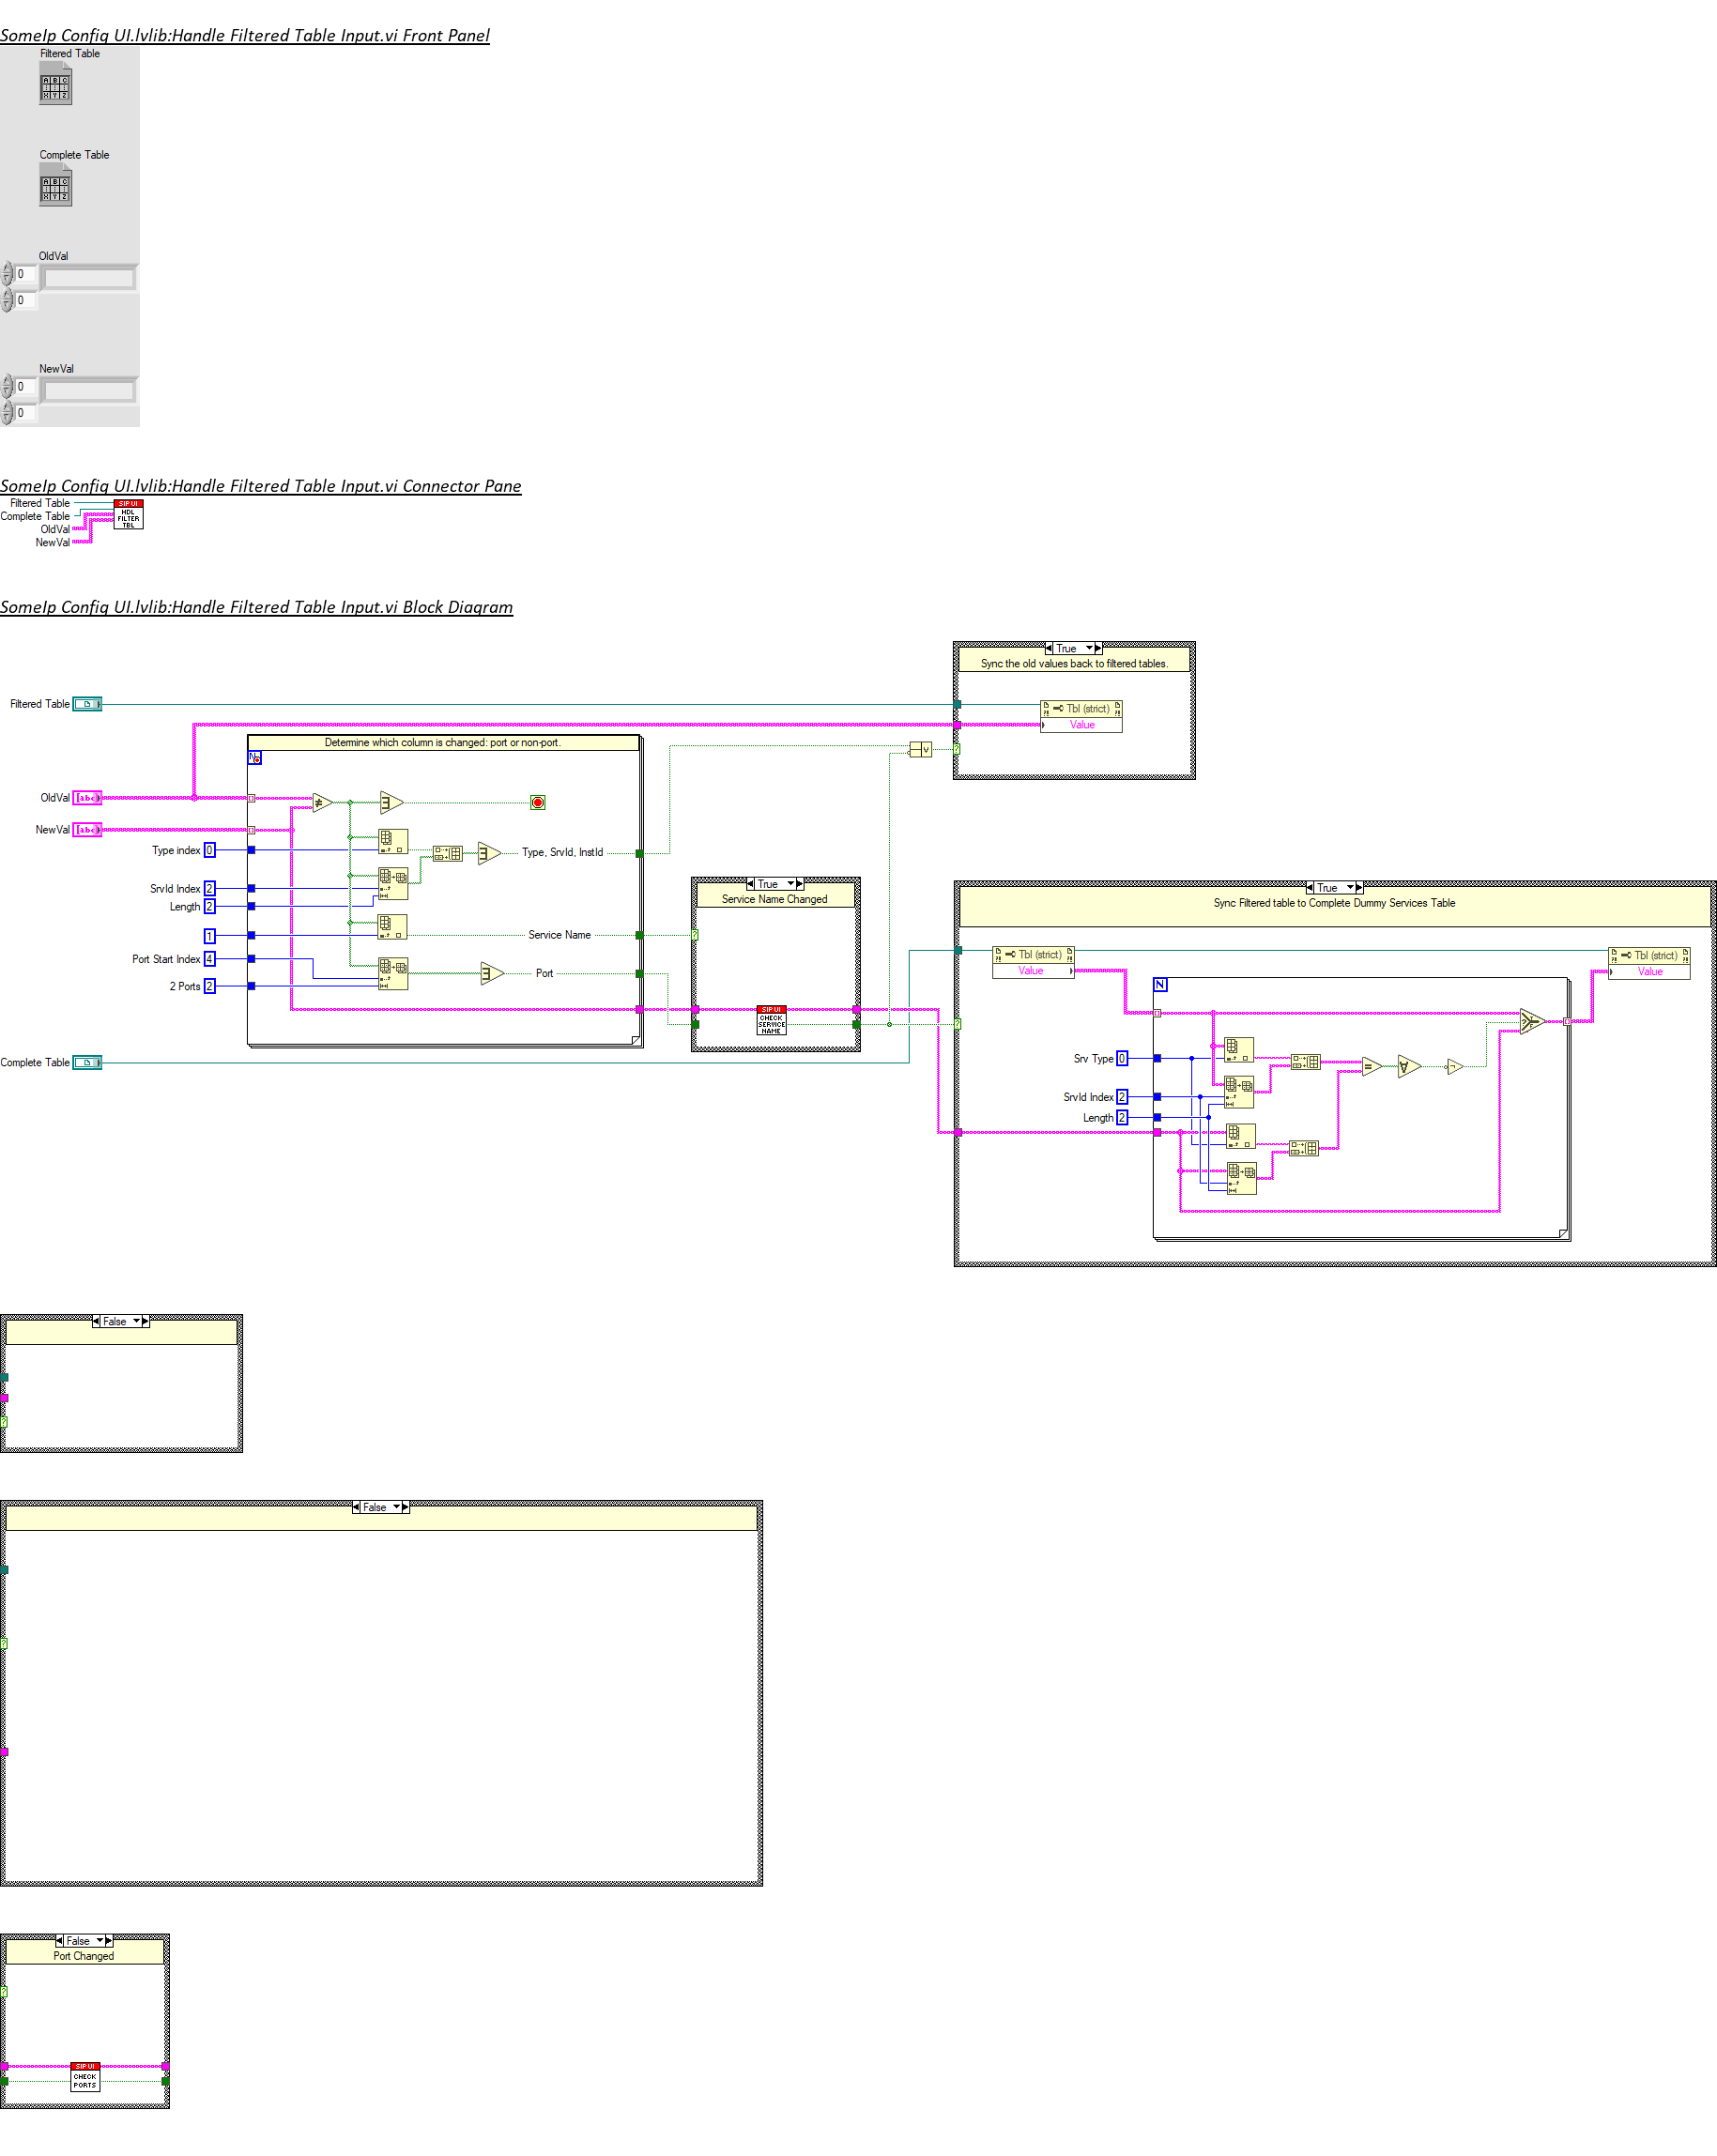 SomeIp Config UI.lvlib:Handle Filtered Table Input.vi Front Panel
Filtered Table
A B C
X Y Z
Complete Table
A B C
X Y Z
OldVal
0
0
NewVal
0
0
SomeIp Config UI.lvlib:Handle Filtered Table Input.vi Connector Pane
Filtered Table
Complete Table
OldVal
NewVal
SIP UI
HDL
FILTER
TBL
SomeIp Config UI.lvlib:Handle Filtered Table Input.vi Block Diagram
True
Sync the old values back to filtered tables.
Filtered Table
Tbl (strict)
Value
Determine which column is changed: port or non-port.
N
OldVal
abc
NewVal
abc
Type index 0
Type, SrvId, InstId
SrvId Index 2
Length 2
1
Service Name
Port Start Index 4
Port
2 Ports 2
True
Service Name Changed
SIP UI
CHECK
SERVICE
NAME
Complete Table
True
Sync Filtered table to Complete Dummy Services Table
Tbl (strict)
Value
Tbl (strict)
Value
N
Srv Type 0
SrvId Index 2
Length 2
False
False
False
Port Changed
SIP UI
CHECK
PORTS